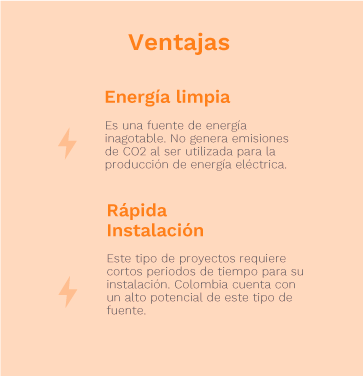 Ventajas
Energía limpia
Es una fuente de energía
inagotable. No genera emisiones
de CO2 al ser utilizada para la
producción de energía eléctrica.
Rápida
Instalación
Este tipo de proyectos requiere
cortos periodos de tiempo para su
instalación. Colombia cuenta con
un alto potencial de este tipo de
fuente.